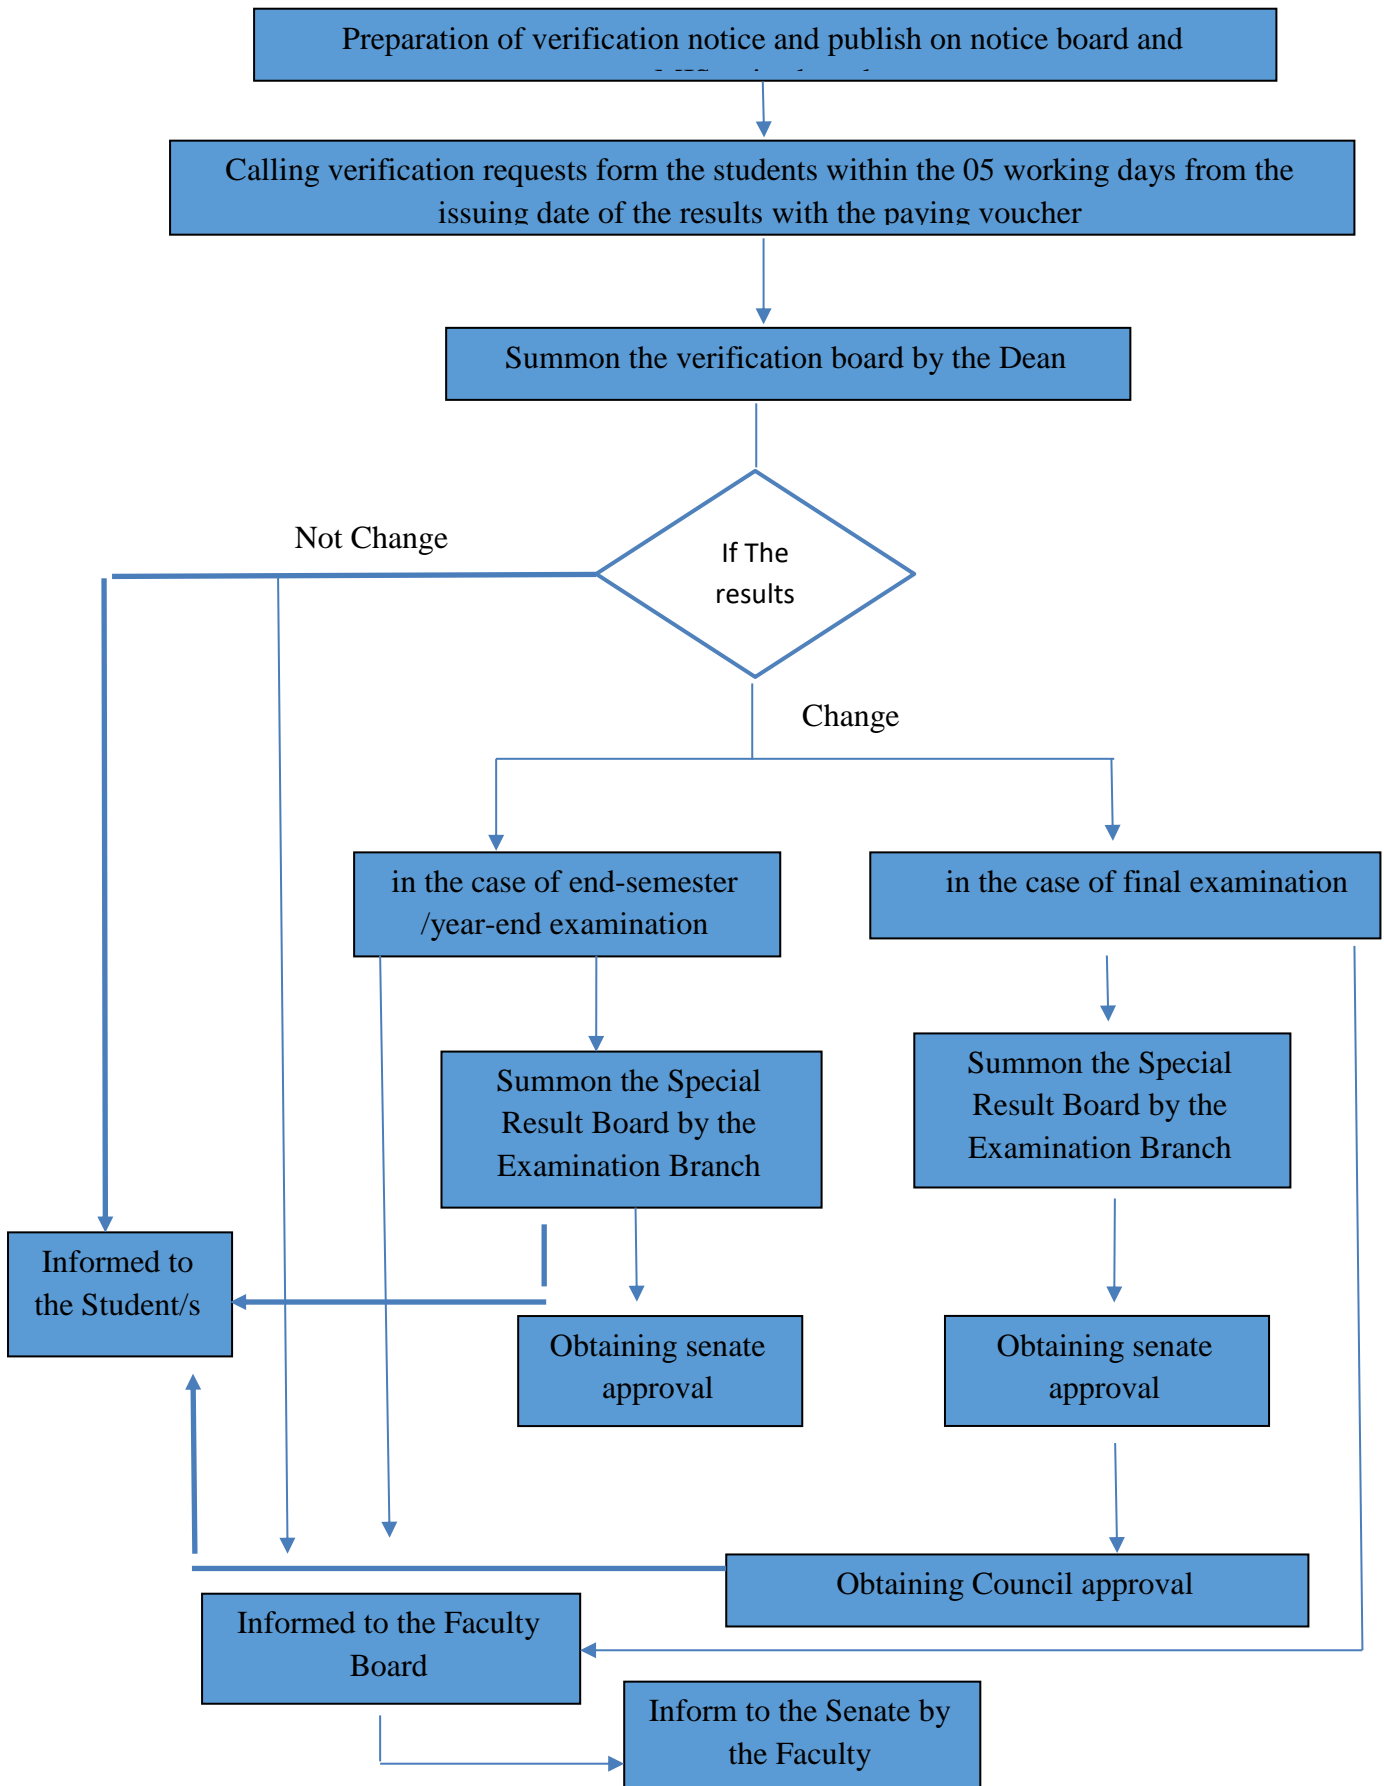 Preparation of verification notice and publish on notice board and
Calling verification requests form the students within the 05 working days from the
issuing date of the results with the paying voucher
Summon the verification board by the Dean
Not Change
If The
results
Change
in the case of end-semester
/year-end examination
in the case of final examination
Summon the Special
Result Board by the
Examination Branch
Summon the Special
Result Board by the
Examination Branch
Informed to
the Student/s
Obtaining senate
approval
Obtaining senate
approval
Obtaining Council approval
Informed to the Faculty
Board
Inform to the Senate by
the Faculty